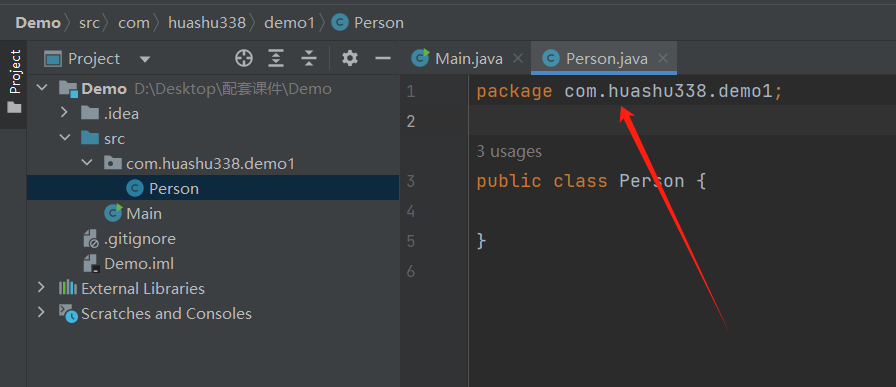 Demo 〉 src 〉 com 〉 huashu338 〉 demo1 〉 Person
Project
Project
Main.java
Person.java
Demo D:\Desktop\配套课件\Demo
.idea
src
com.huashu338.demo1
Person
Main
.gitignore
Demo.iml
External Libraries
Scratches and Consoles
1 package com.huashu338.demo1;
2
3 usages
3 public class Person {
4
5 }
6